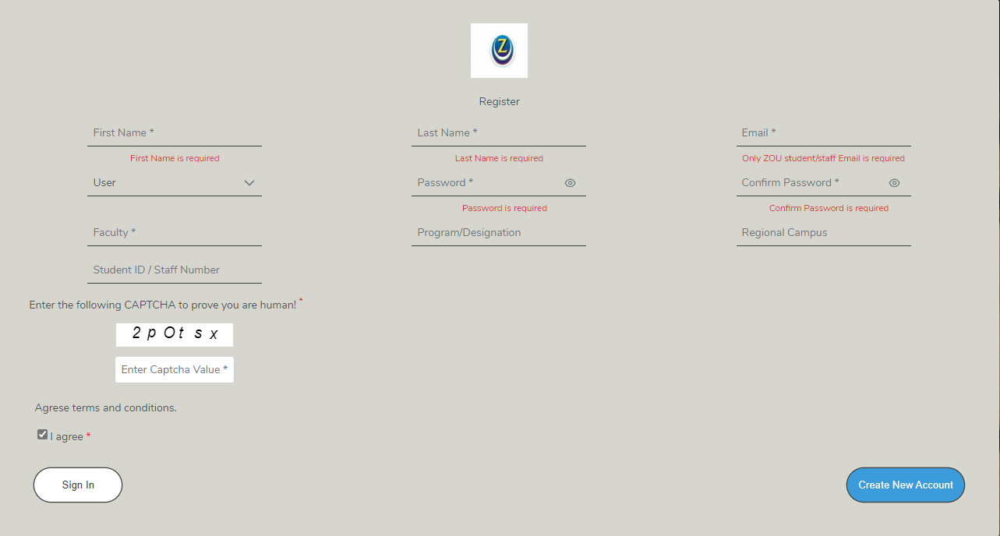 Z
Register
First Name * Last Name * Email *
First Name is required Last Name is required Only ZOU student/staff Email is required
User Password * Confirm Password *
Password is required Confirm Password is required
Faculty * Program/Designation Regional Campus
Student ID / Staff Number
Enter the following CAPTCHA to prove you are human! *
2 p O t s x
Enter Captcha Value *
Agrese terms and conditions.
I agree *
Sign In Create New Account